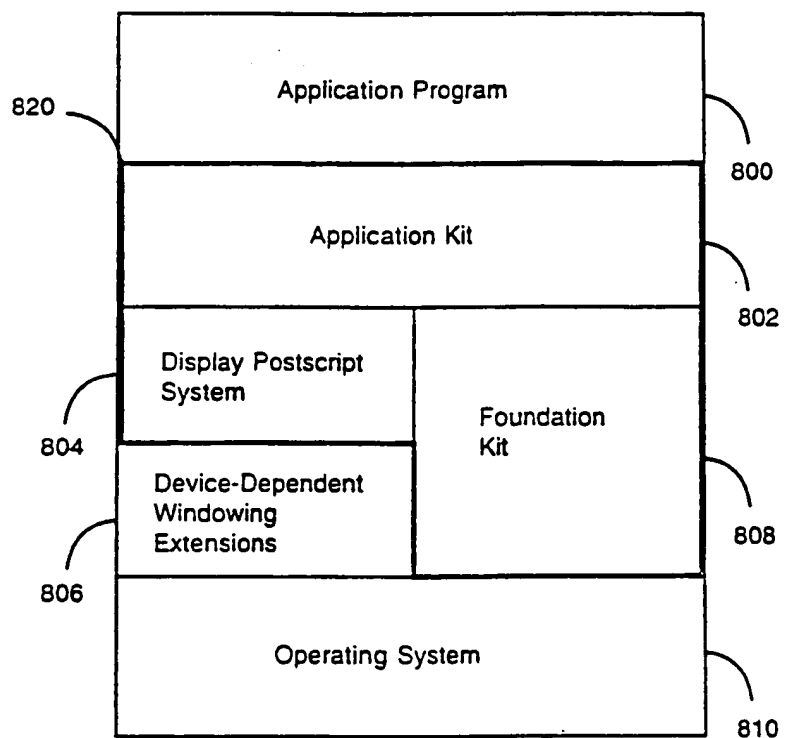 Application Program
820
800
Application Kit
802
Display Postscript
System
Foundation
Kit
804
Device-Dependent
Windowing
Extensions
808
806
Operating System
810